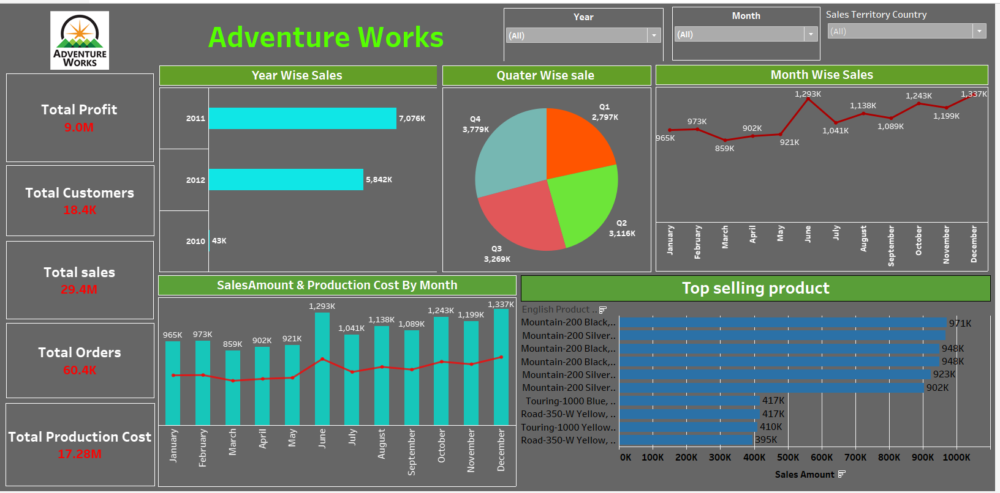 ADVENTURE
WORKS
Adventure Works
Year
(All)
Month
(All)
Sales Territory Country
(All)
Total Profit
9.0M
Total Customers
18.4K
Total sales
29.4M
Total Orders
60.4K
Total Production Cost
17.28M
Year Wise Sales
2011
7,076K
2012
5,842K
2010
43K
Quater Wise sale
Q1
2,797K
Q2
3,116K
Q3
3,269K
Q4
3,779K
Month Wise Sales
965K
973K
859K
902K
921K
1,293K
1,041K
1,138K
1,089K
1,243K
1,199K
1,337K
January
February
March
April
May
June
July
August
September
October
November
December
SalesAmount & Production Cost By Month
965K
973K
859K
902K
921K
1,293K
1,041K
1,138K
1,089K
1,243K
1,199K
1,337K
January
February
March
April
May
June
July
August
September
October
November
December
Top selling product
English Product ..
Mountain-200 Black,.. 971K
Mountain-200 Silver..
Mountain-200 Black,.. 948K
Mountain-200 Black,.. 948K
Mountain-200 Silver.. 923K
Mountain-200 Silver.. 902K
Touring-1000 Blue, .. 417K
Road-350-W Yellow, .. 417K
Touring-1000 Yellow.. 410K
Road-350-W Yellow, .. 395K
0K 100K 200K 300K 400K 500K 600K 700K 800K 900K 1000K
Sales Amount